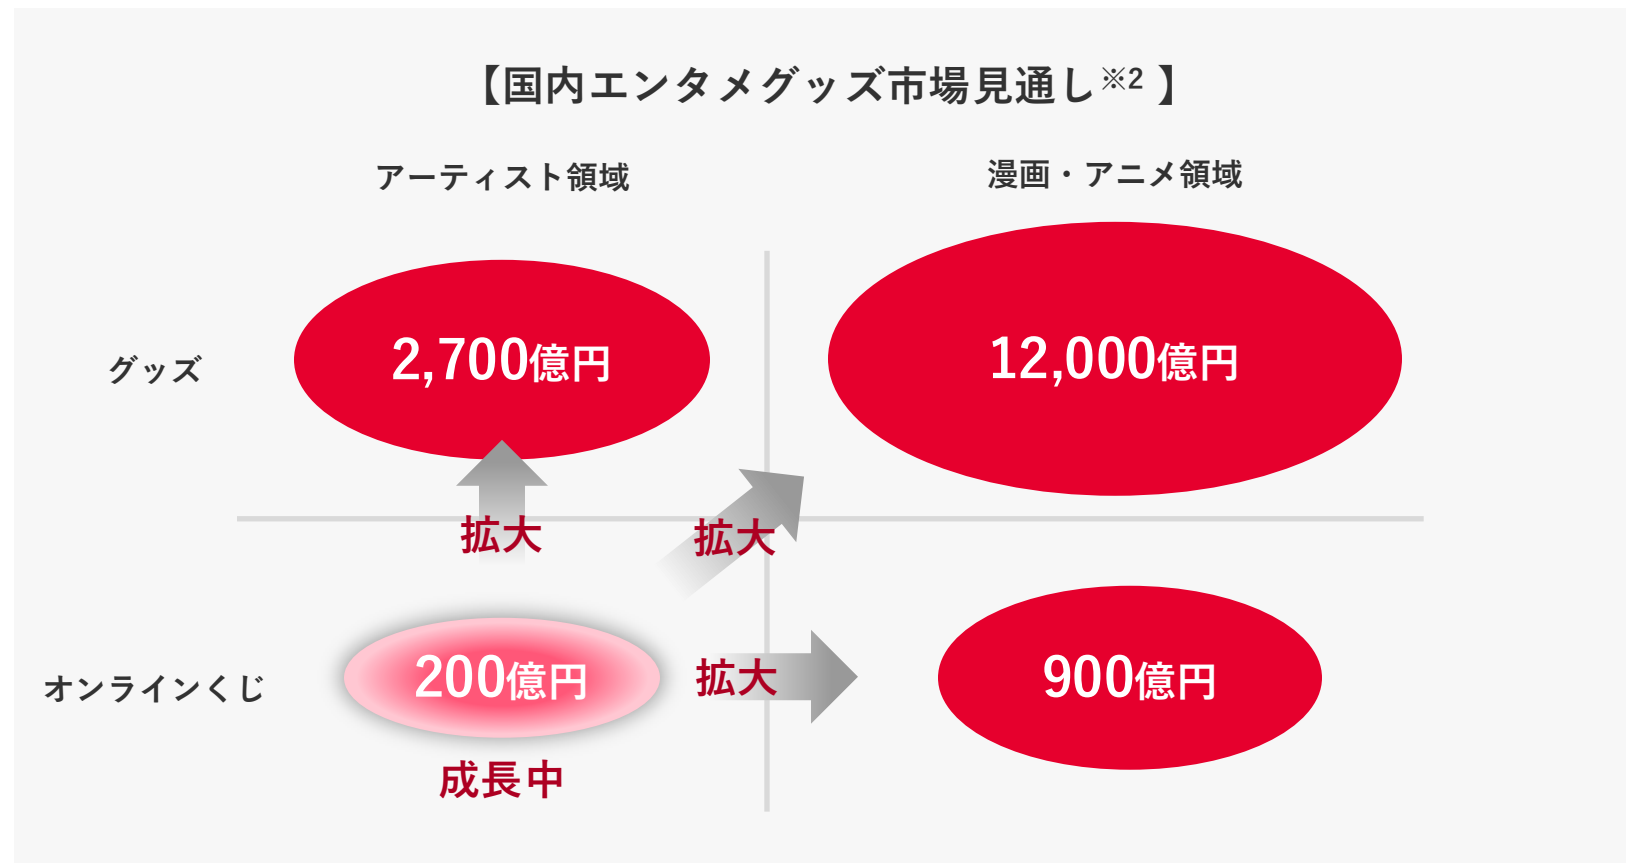 【国内エンタメグッズ市場見通し※2 】
アーティスト領域
漫画・アニメ領域
グッズ
2,700億円
12,000億円
拡大
拡大
オンラインくじ
200億円
拡大
900億円
成長中